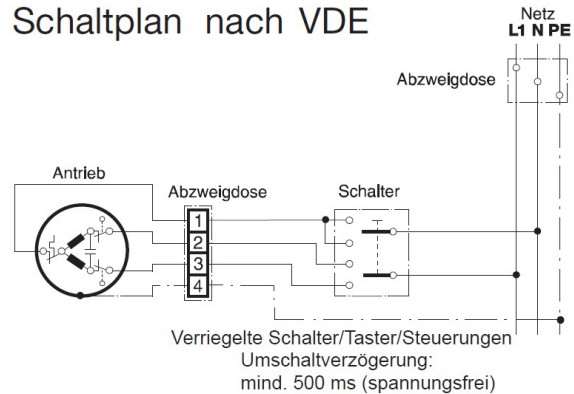 Schaltplan nach VDE
Netz
L1 N PE
Abzweigdose
Antrieb
Abzweigdose
Schalter
1
2
3
4
Verriegelte Schalter/Taster/Steuerungen
Umschaltverzögerung:
mind. 500 ms (spannungsfrei)